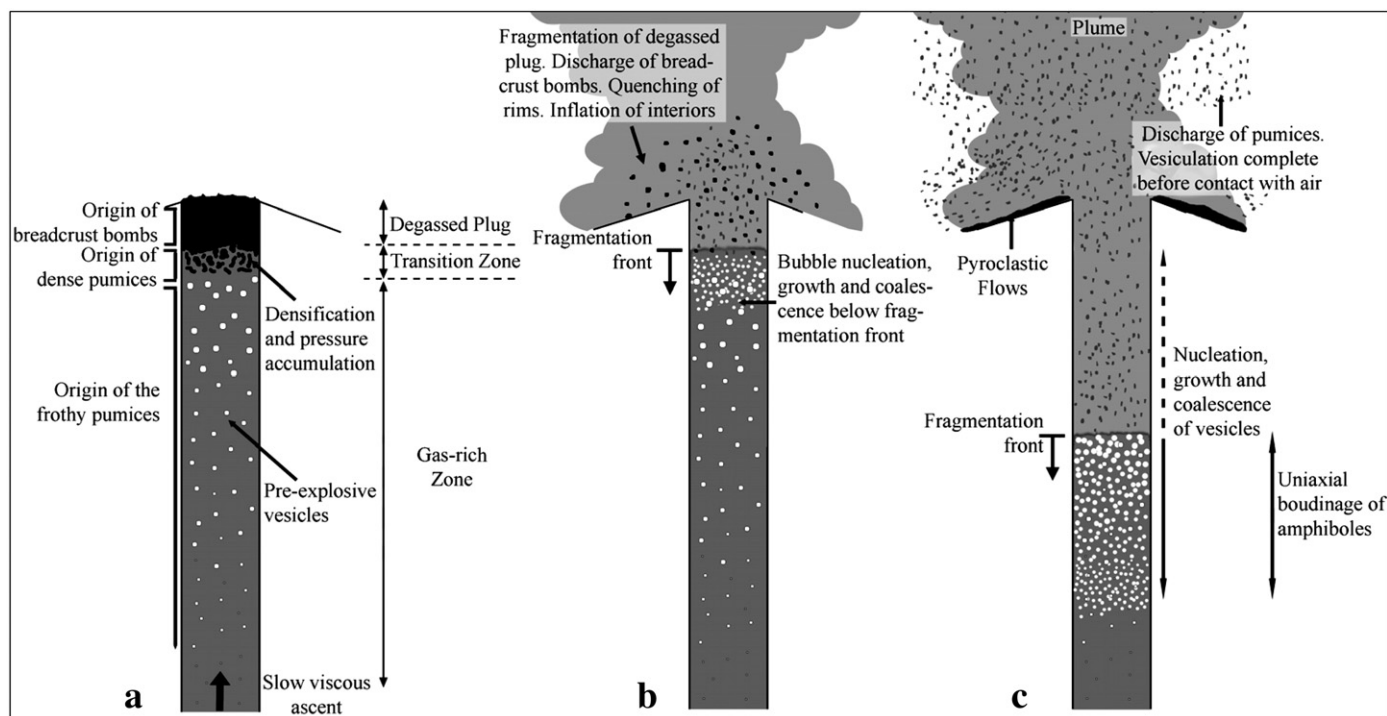 Origin of
breadcrust bombs
Origin of
dense pumices
Origin of the
frothy pumices
Degassed Plug
Transition Zone
Densification
and pressure
accumulation
Pre-explosive
vesicles
Gas-rich
Zone
Slow viscous
ascent
a
Fragmentation of degassed
plug. Discharge of bread-
crust bombs. Quenching of
rims. Inflation of interiors
Fragmentation
front
Bubble nucleation,
growth and coales-
cence below frag-
mentation front
b
Plume
Discharge of pumices.
Vesiculation complete
before contact with air
Pyroclastic
Flows
Fragmentation
front
Nucleation,
growth and
coalescence
of vesicles
Uniaxial
boudinage of
amphiboles
c